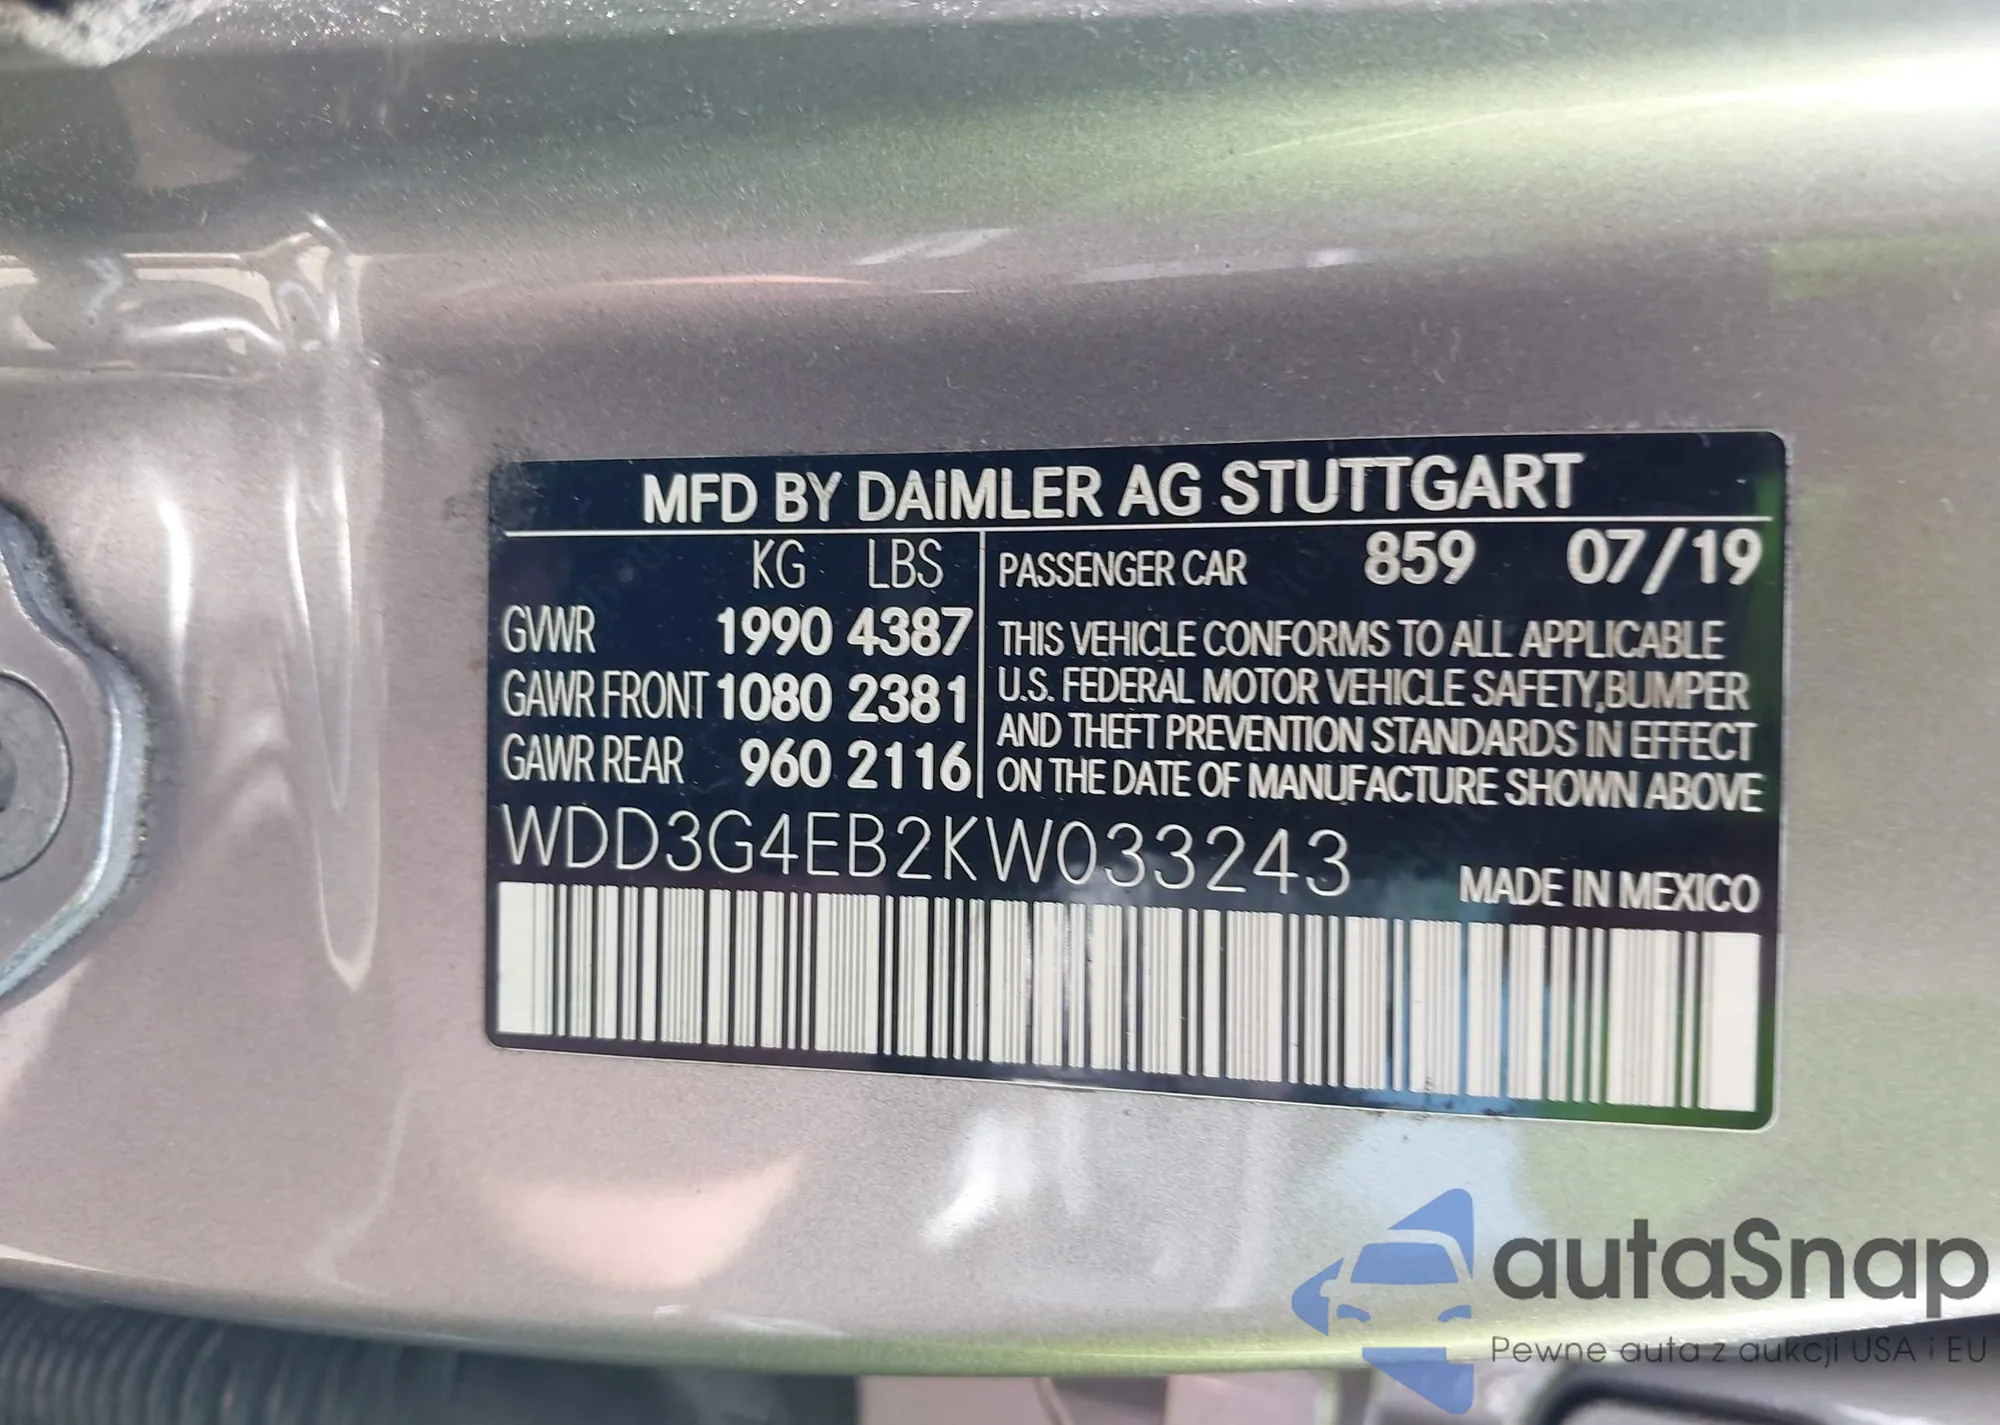 MFD BY DAiMLER AG STUTTGART
KG LBS
GVWR 1990 4387
GAWR FRONT 1080 2381
GAWR REAR 960 2116
PASSENGER CAR 859 07/19
THIS VEHICLE CONFORMS TO ALL APPLICABLE
U.S. FEDERAL MOTOR VEHICLE SAFETY,BUMPER
AND THEFT PREVENTION STANDARDS IN EFFECT
ON THE DATE OF MANUFACTURE SHOWN ABOVE
WDD3G4EB2KW033243
MADE IN MEXICO
autaSnap
Pewne auta z aukcji USA i EU